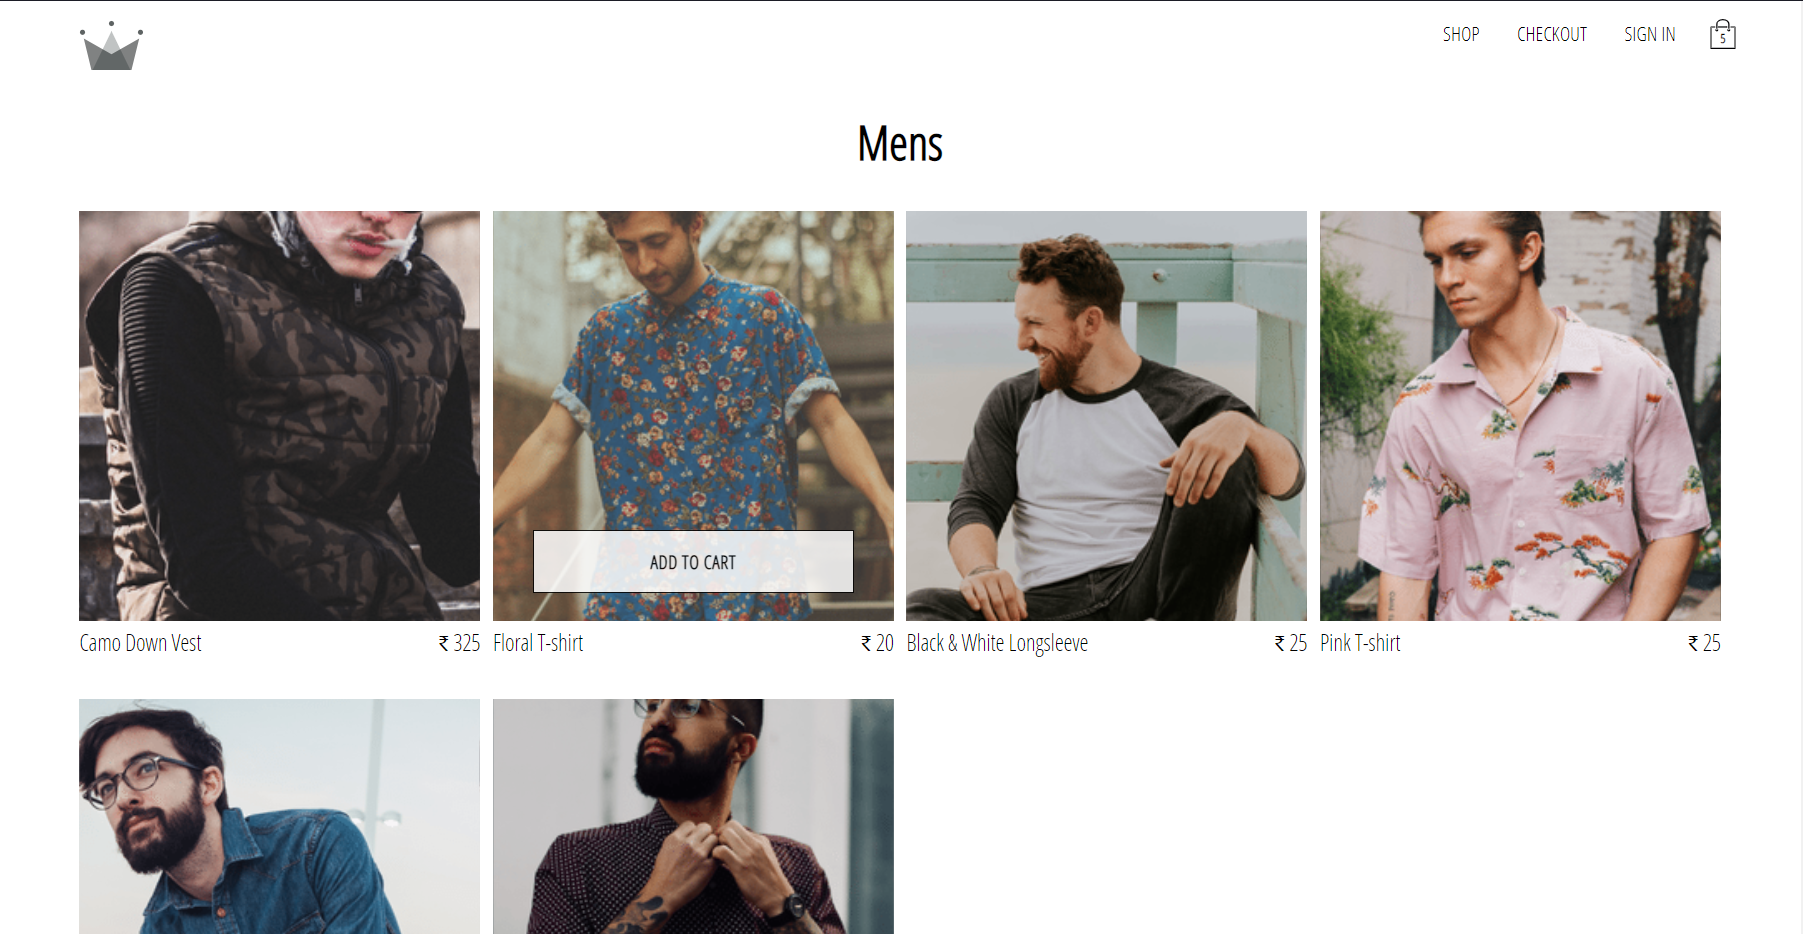 SHOP CHECKOUT SIGN IN 5
Mens
ADD TO CART
Camo Down Vest ₹ 325 Floral T-shirt ₹ 20 Black & White Longsleeve ₹ 25 Pink T-shirt ₹ 25